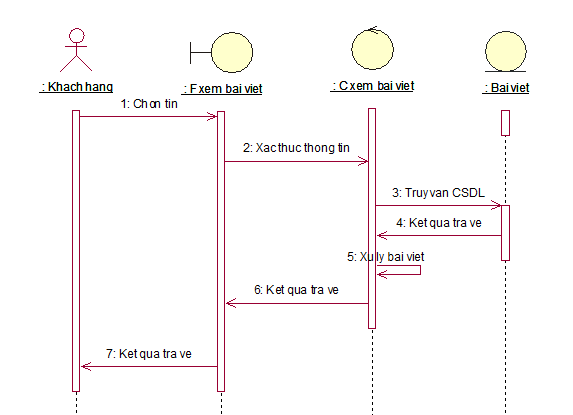 : Khach hang
: F xem bai viet
: C xem bai viet
: Bai viet
1: Chon tin
2: Xac thuc thong tin
3: Truy van CSDL
4: Ket qua tra ve
5: Xu ly bai viet
6: Ket qua tra ve
7: Ket qua tra ve